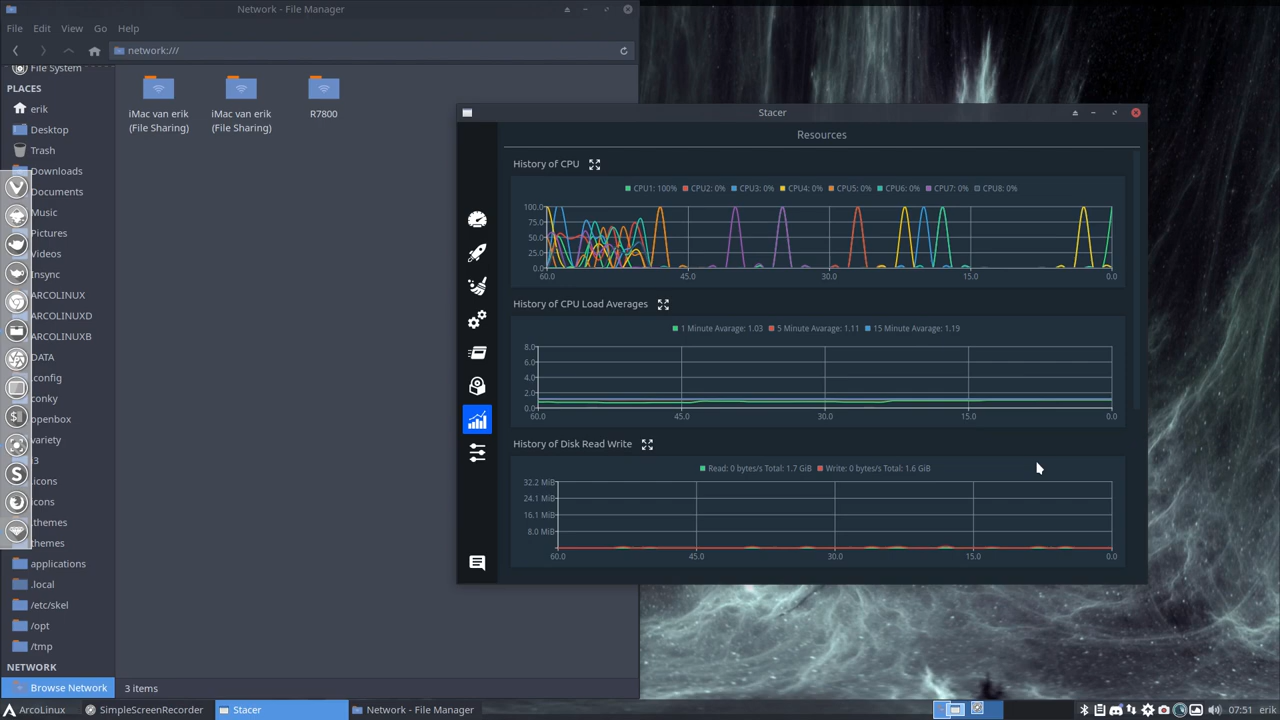 Network - File Manager
File Edit View Go Help
network:///
File System
PLACES
erik
Desktop
Trash
Downloads
Documents
Music
Pictures
Videos
Insync
ARCOLINUX
ARCOLINUXD
ARCOLINUXB
DATA
.config
conky
openbox
variety
i3
.icons
icons
.themes
themes
applications
.local
/etc/skel
/opt
/tmp
NETWORK
Browse Network
iMac van erik
(File Sharing)
iMac van erik
(File Sharing)
R7800
3 items
Stacer
Resources
History of CPU
CPU1: 100% CPU2: 0% CPU3: 0% CPU4: 0% CPU5: 0% CPU6: 0% CPU7: 0% CPU8: 0%
100.0
75.0
50.0
25.0
0.0
60.0 45.0 30.0 15.0 0.0
History of CPU Load Averages
1 Minute Avarage: 1.03 5 Minute Avarage: 1.11 15 Minute Avarage: 1.19
8.0
6.0
4.0
2.0
0.0
60.0 45.0 30.0 15.0 0.0
History of Disk Read Write
Read: 0 bytes/s Total: 1.7 GiB Write: 0 bytes/s Total: 1.6 GiB
32.2 MiB
24.1 MiB
16.1 MiB
8.0 MiB
60.0 45.0 30.0 15.0 0.0
ArcoLinux SimpleScreenRecorder Stacer Network - File Manager 07:51 erik